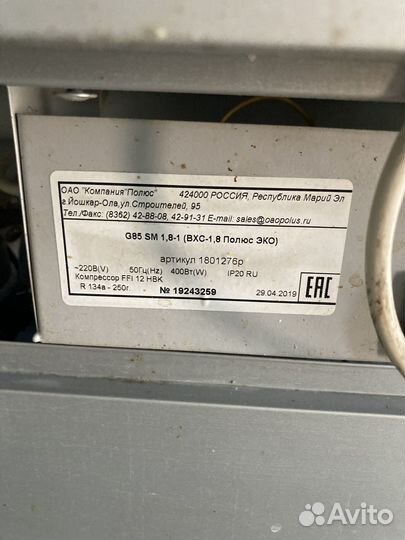 ОАО "Компания"Полюс" 424000 РОССИЯ, Республика Марий Эл
г.Йошкар-Ола,ул.Строителей, 95
Тел./Факс: (8362) 42-88-08, 42-91-31 E-mail: sales@oaopolus.ru
G85 SM 1,8-1 (ВХС-1,8 Полюс ЭКО)
артикул 1801276р
~220В(V) 50Гц(Hz) 400Вт(W) IP20 RU
Компрессор FFI 12 HBK
R 134a - 250г. № 19243259 29.04.2019 EAC
Avito